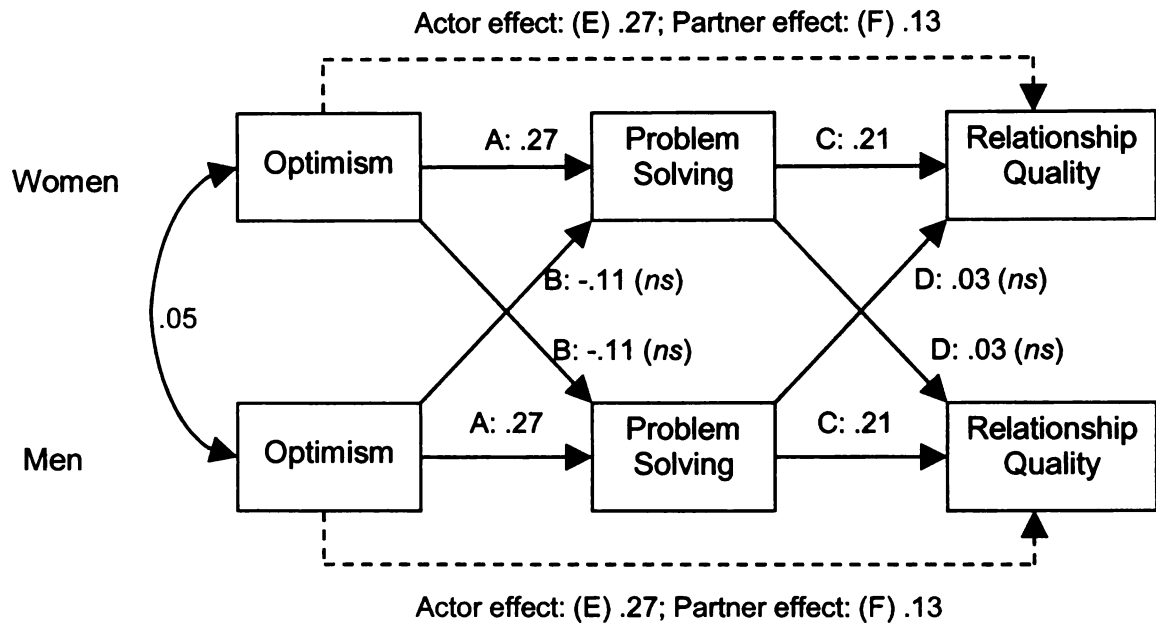 Actor effect: (E) .27; Partner effect: (F) .13
Women
Optimism
A: .27
Problem
Solving
C: .21
Relationship
Quality
B: -.11 (ns)
D: .03 (ns)
.05
B: -.11 (ns)
D: .03 (ns)
Men
Optimism
A: .27
Problem
Solving
C: .21
Relationship
Quality
Actor effect: (E) .27; Partner effect: (F) .13